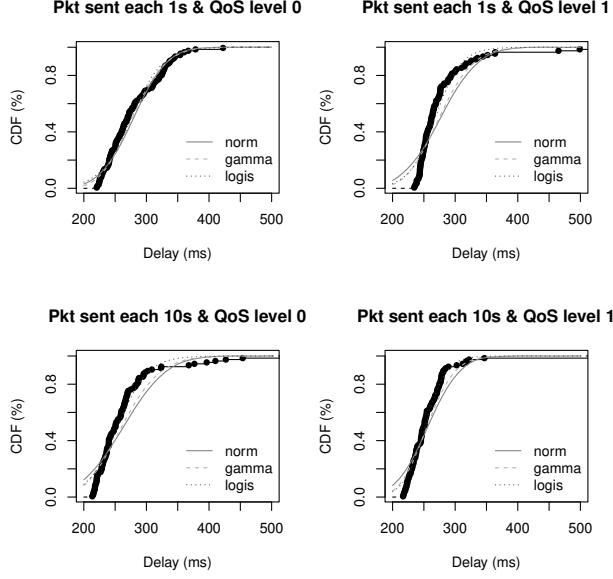 Pkt sent each 1s & QoS level 0
CDF (%)
0.0 0.4 0.8
norm
gamma
logis
200 300 400 500
Delay (ms)
Pkt sent each 1s & QoS level 1
CDF (%)
0.0 0.4 0.8
norm
gamma
logis
200 300 400 500
Delay (ms)
Pkt sent each 10s & QoS level 0
CDF (%)
0.0 0.4 0.8
norm
gamma
logis
200 300 400 500
Delay (ms)
Pkt sent each 10s & QoS level 1
CDF (%)
0.0 0.4 0.8
norm
gamma
logis
200 300 400 500
Delay (ms)